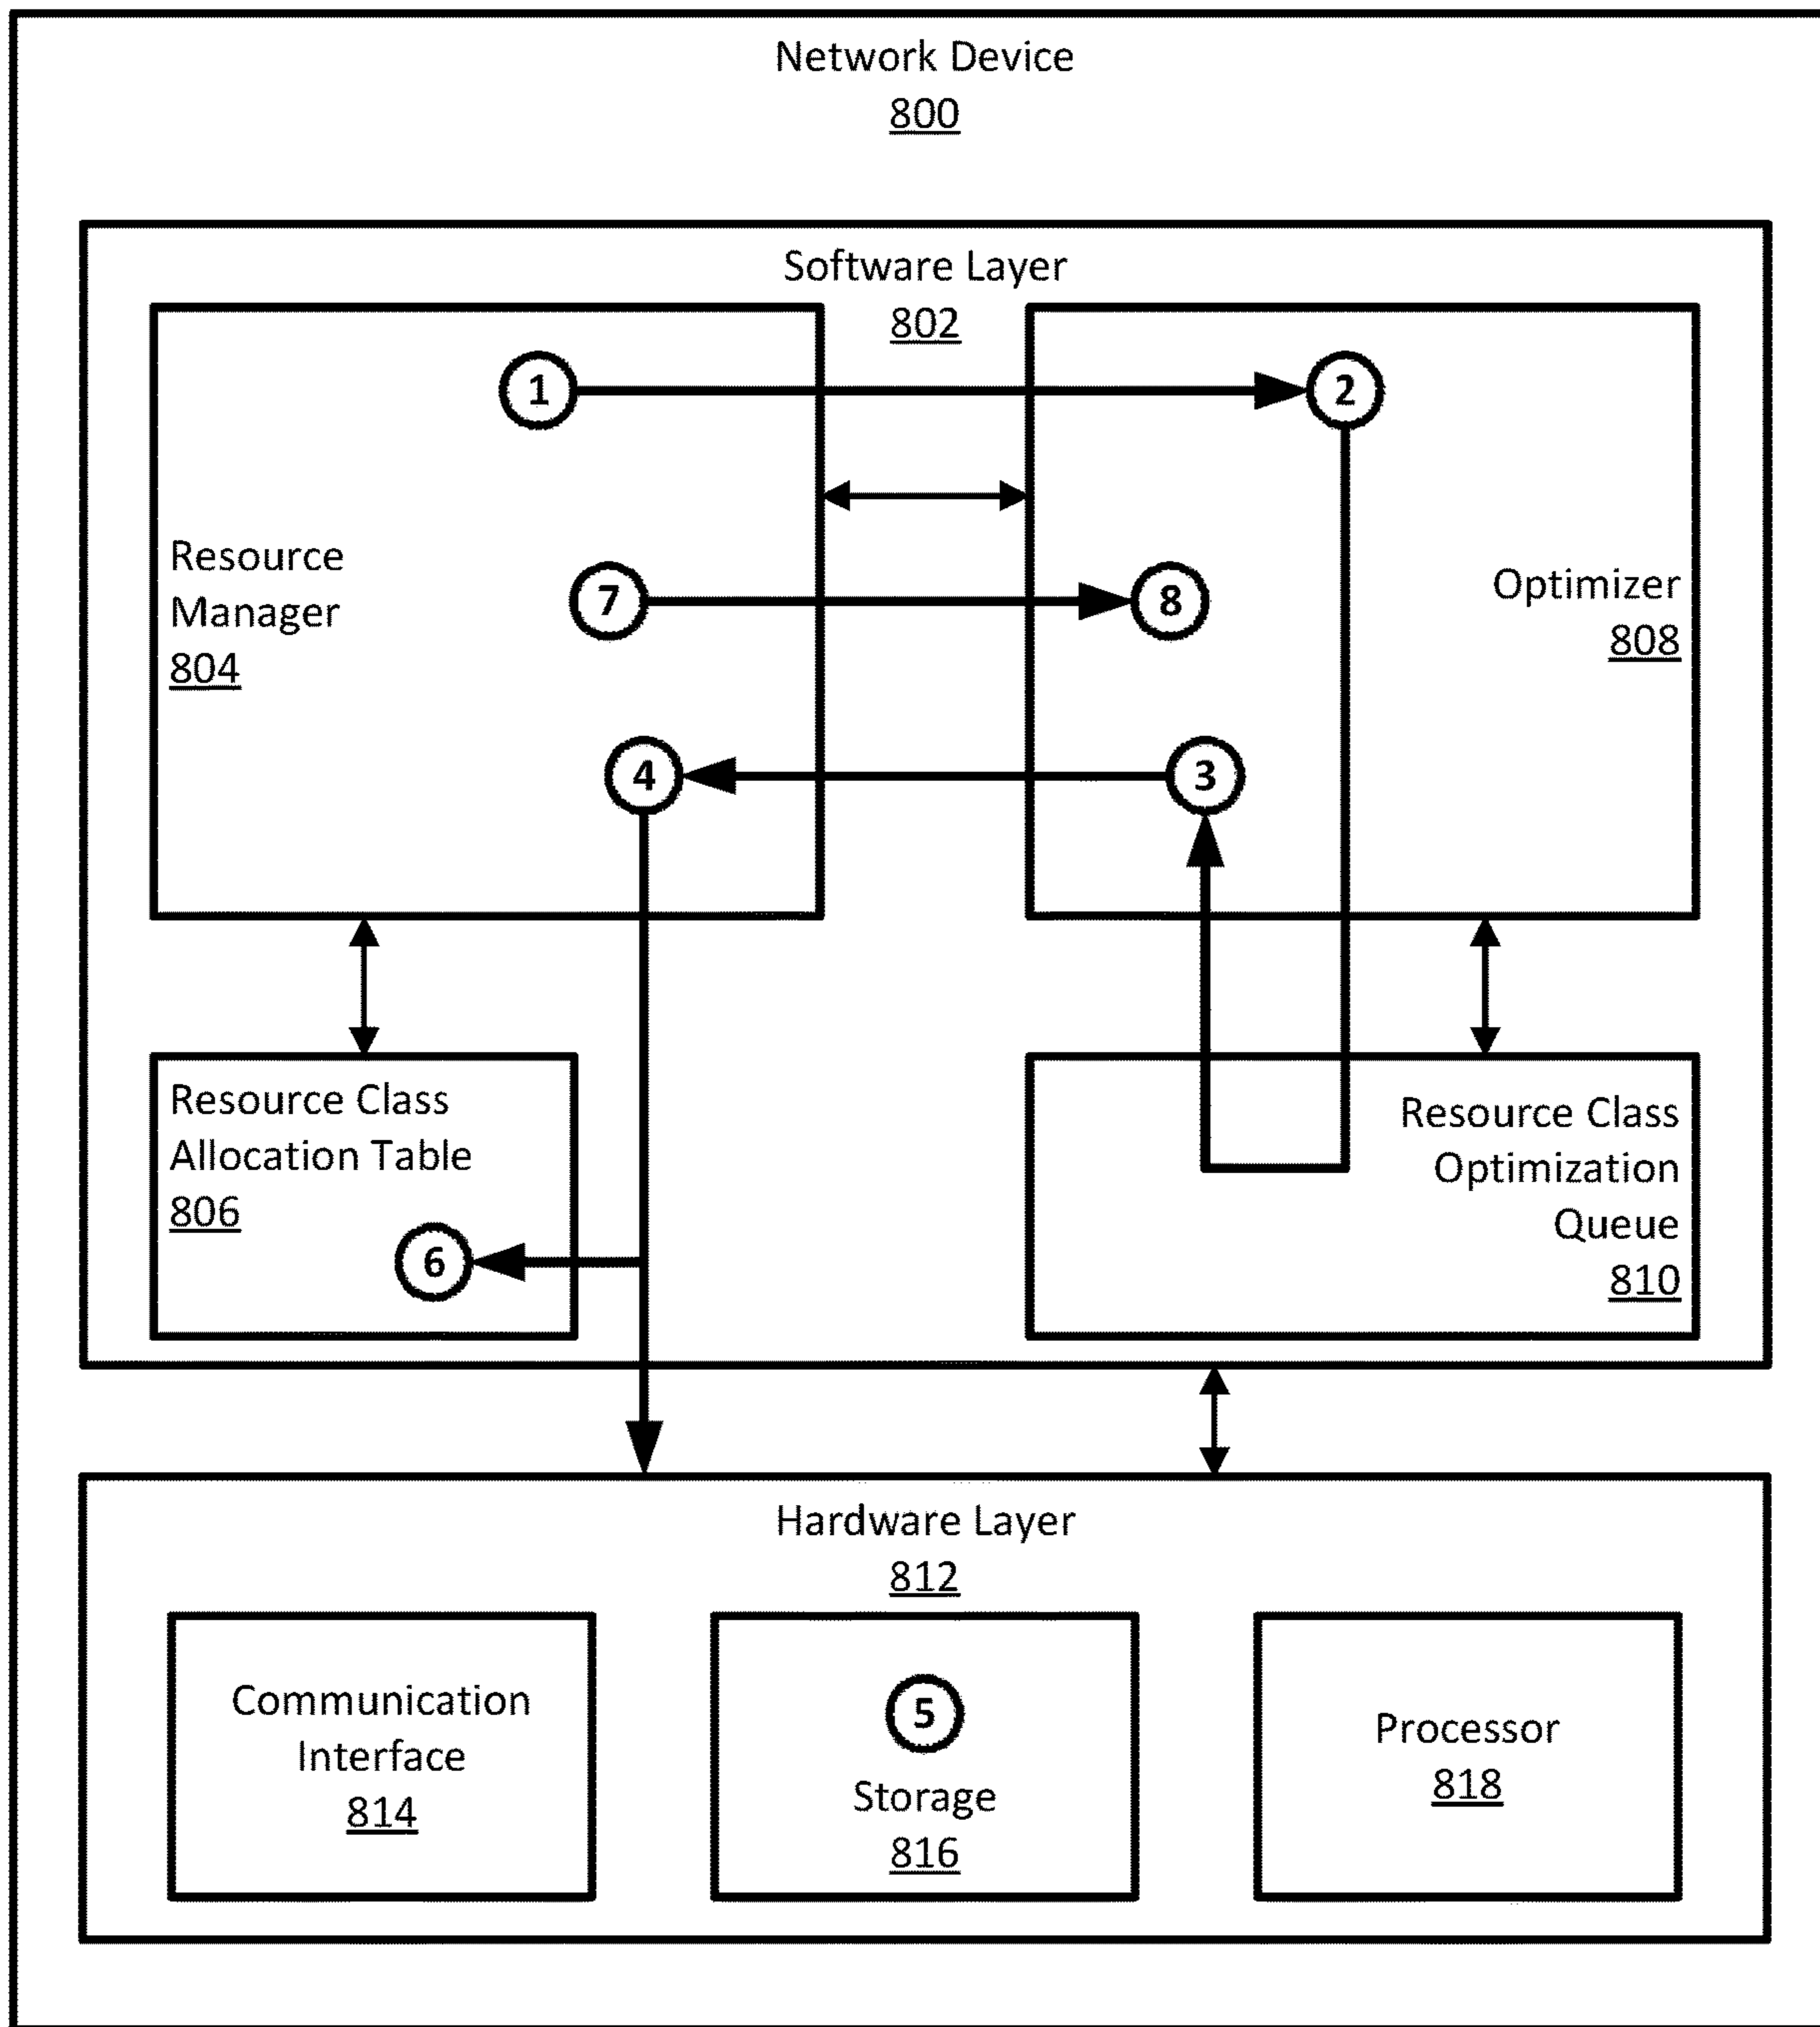 Network Device
800
Software Layer
802
1
2
Resource
Manager
804
7
8
Optimizer
808
4
3
Resource Class
Allocation Table
806
6
Resource Class
Optimization
Queue
810
Hardware Layer
812
Communication
Interface
814
5
Storage
816
Processor
818